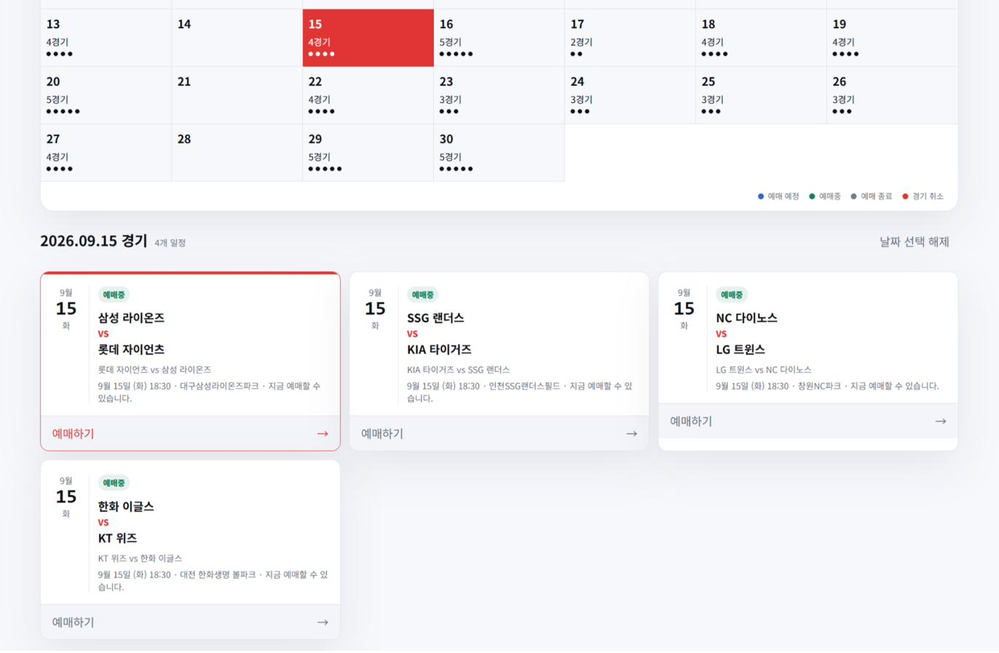 13 14 15 16 17 18 19
4경기 4경기 5경기 2경기 4경기 4경기
20 21 22 23 24 25 26
5경기 4경기 3경기 3경기 3경기 3경기
27 28 29 30
4경기 5경기 5경기
예매 예정 예매중 예매 종료 경기 취소
2026.09.15 경기 4개 일정 날짜 선택 해제
9월
15
화
예매중
삼성 라이온즈
VS
롯데 자이언츠
롯데 자이언츠 vs 삼성 라이온즈
9월 15일 (화) 18:30 · 대구삼성라이온즈파크 · 지금 예매할 수
있습니다.
예매하기 →
9월
15
화
예매중
SSG 랜더스
VS
KIA 타이거즈
KIA 타이거즈 vs SSG 랜더스
9월 15일 (화) 18:30 · 인천SSG랜더스필드 · 지금 예매할 수 있
습니다.
예매하기 →
9월
15
화
예매중
NC 다이노스
VS
LG 트윈스
LG 트윈스 vs NC 다이노스
9월 15일 (화) 18:30 · 창원NC파크 · 지금 예매할 수 있습니다.
예매하기 →
9월
15
화
예매중
한화 이글스
VS
KT 위즈
KT 위즈 vs 한화 이글스
9월 15일 (화) 18:30 · 대전 한화생명 볼파크 · 지금 예매할 수 있
습니다.
예매하기 →